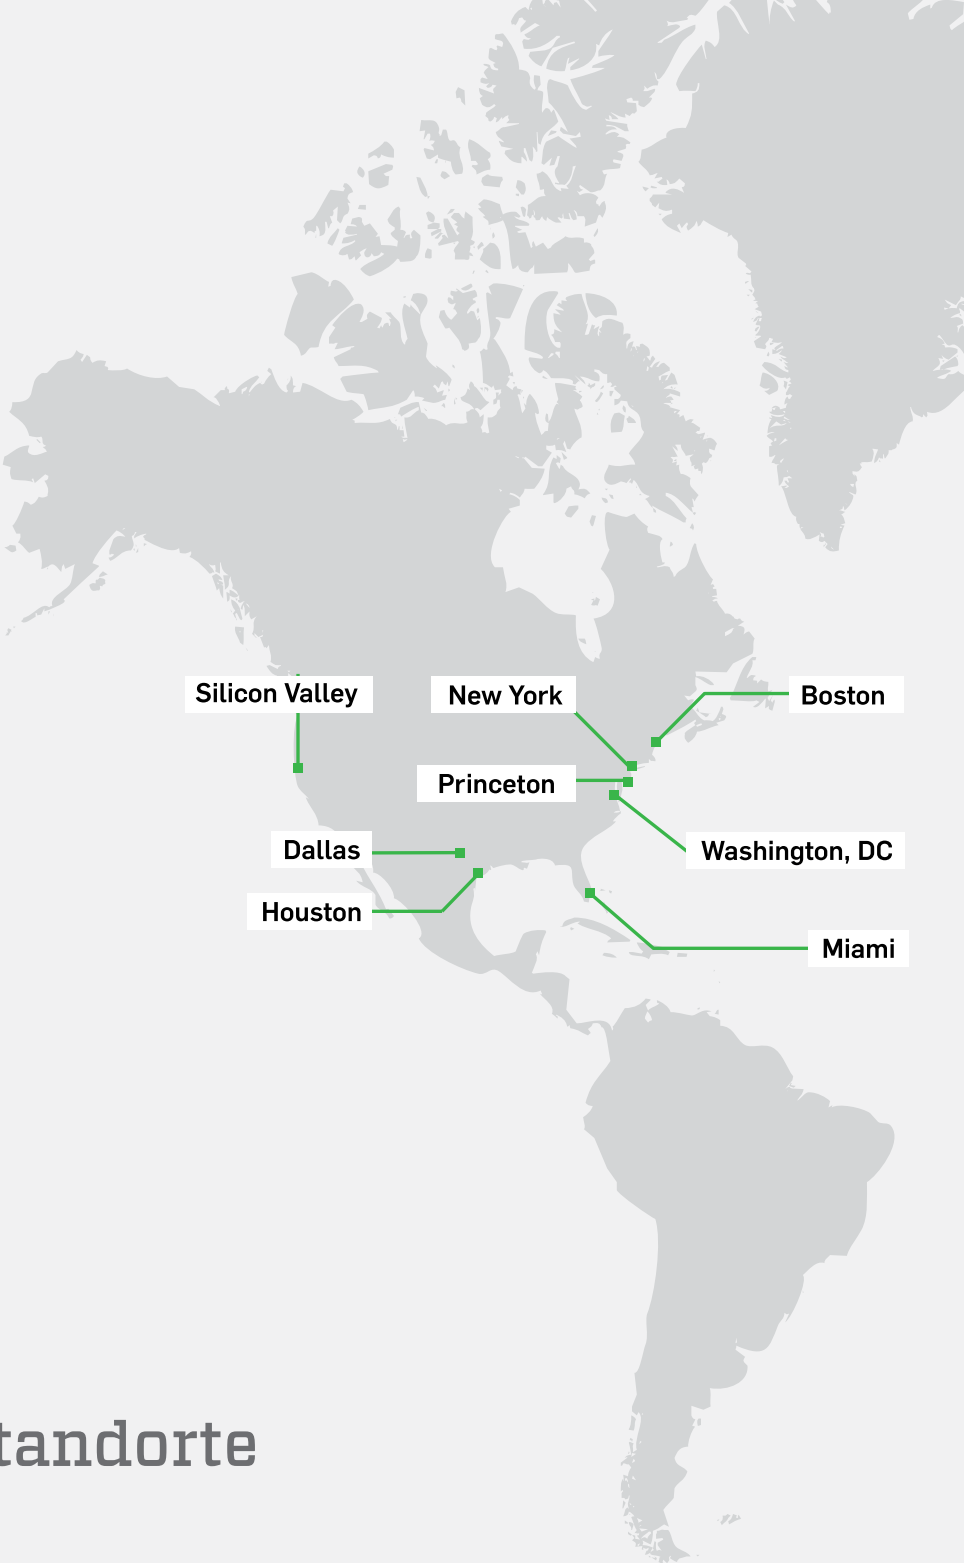 Silicon Valley
New York
Boston
Princeton
Dallas
Washington, DC
Houston
Miami
tandorte